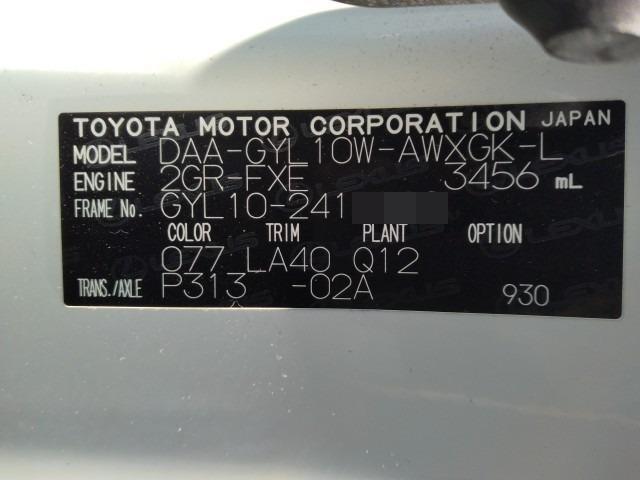 TOYOTA MOTOR CORPORATION JAPAN
MODEL DAA-GYL10W-AWXGK-L
ENGINE 2GR-FXE 3456 mL
FRAME No. GYL10-241
COLOR TRIM PLANT OPTION
077 LA40 Q12
TRANS./AXLE P313 -02A 930